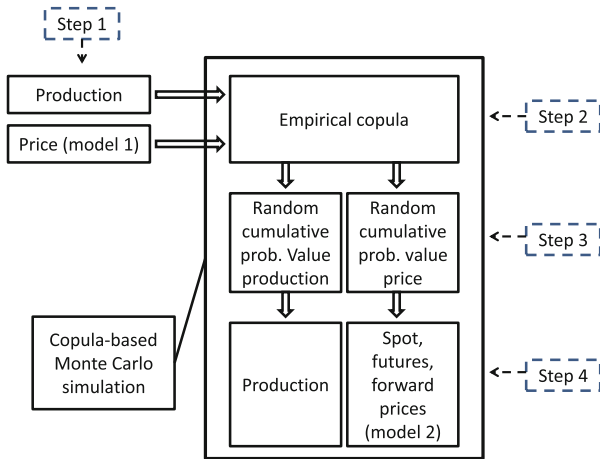 Step 1
Production
Price (model 1)
Empirical copula
Step 2
Random
cumulative
prob. Value
production
Random
cumulative
prob. value
price
Step 3
Copula-based
Monte Carlo
simulation
Production
Spot,
futures,
forward
prices
(model 2)
Step 4